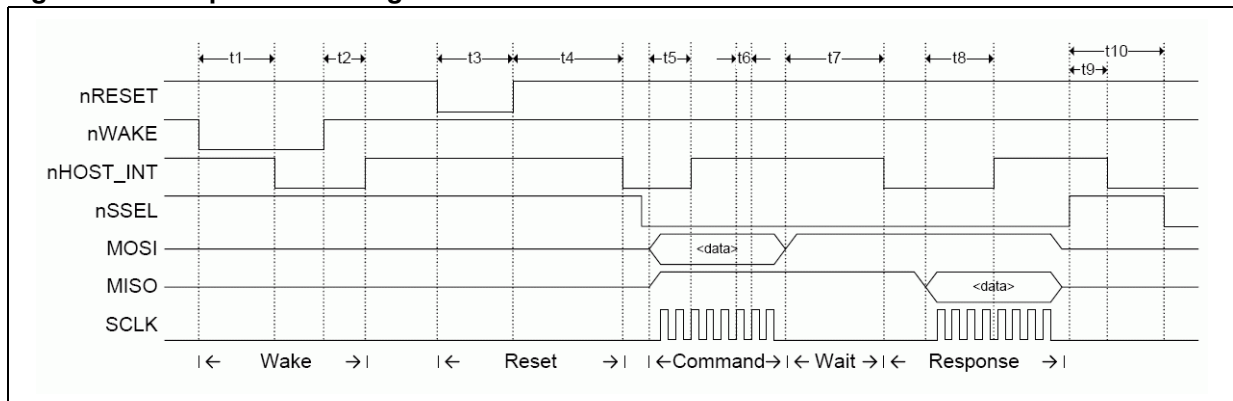 t1 t2 t3 t4 t5 t6 t7 t8 t10
t9
nRESET
nWAKE
nHOST_INT
nSSEL
MOSI <data>
MISO <data>
SCLK
|← Wake →| |← Reset →| |←Command→|← Wait →|← Response →|